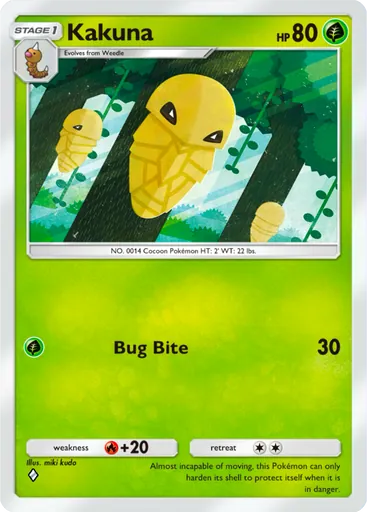 STAGE 1
Kakuna
HP 80
Evolves from Weedle
NO. 0014 Cocoon Pokémon HT: 2' WT: 22 lbs.
Bug Bite 30
weakness +20 retreat
Illus. miki kudo
Almost incapable of moving, this Pokémon can only
harden its shell to protect itself when it is
in danger.